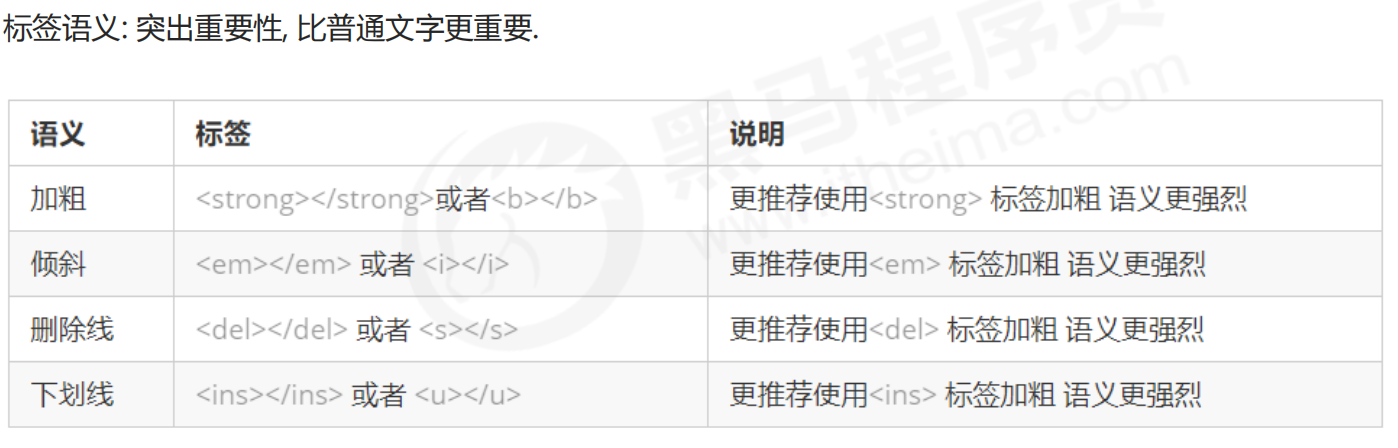 标签语义: 突出重要性, 比普通文字更重要.
语义 标签 说明
加粗 <strong></strong>或者<b></b> 更推荐使用<strong> 标签加粗 语义更强烈
倾斜 <em></em> 或者 <i></i> 更推荐使用<em> 标签加粗 语义更强烈
删除线 <del></del> 或者 <s></s> 更推荐使用<del> 标签加粗 语义更强烈
下划线 <ins></ins> 或者 <u></u> 更推荐使用<ins> 标签加粗 语义更强烈
黑马程序员
www.itheima.com